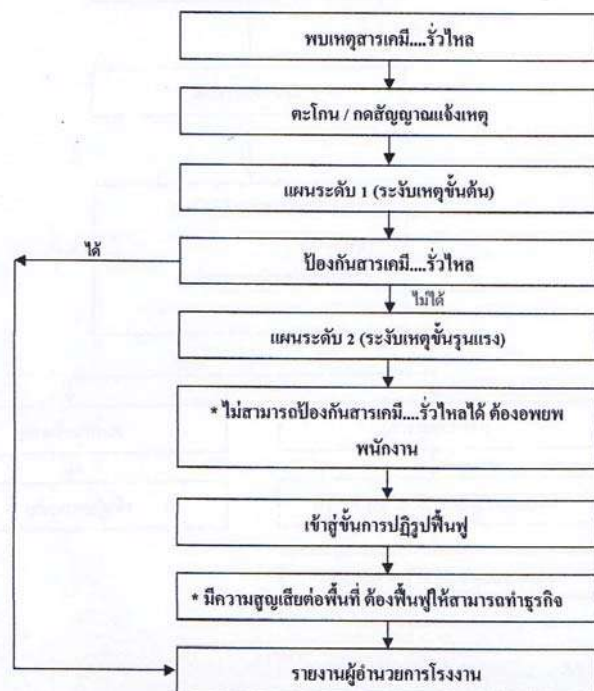 พบเหตุสารเคมี....รั่วไหล
ตะโกน / กดสัญญาณแจ้งเหตุ
แผนระดับ 1 (ระงับเหตุขั้นต้น)
ได้
ป้องกันสารเคมี....รั่วไหล
ไม่ได้
แผนระดับ 2 (ระงับเหตุขั้นรุนแรง)
* ไม่สามารถป้องกันสารเคมี....รั่วไหลได้ ต้องอพยพ
พนักงาน
เข้าสู่ขั้นการปฏิรูปฟื้นฟู
* มีความสูญเสียต่อพื้นที่ ต้องฟื้นฟูให้สามารถทำธุรกิจ
รายงานผู้อำนวยการโรงงาน